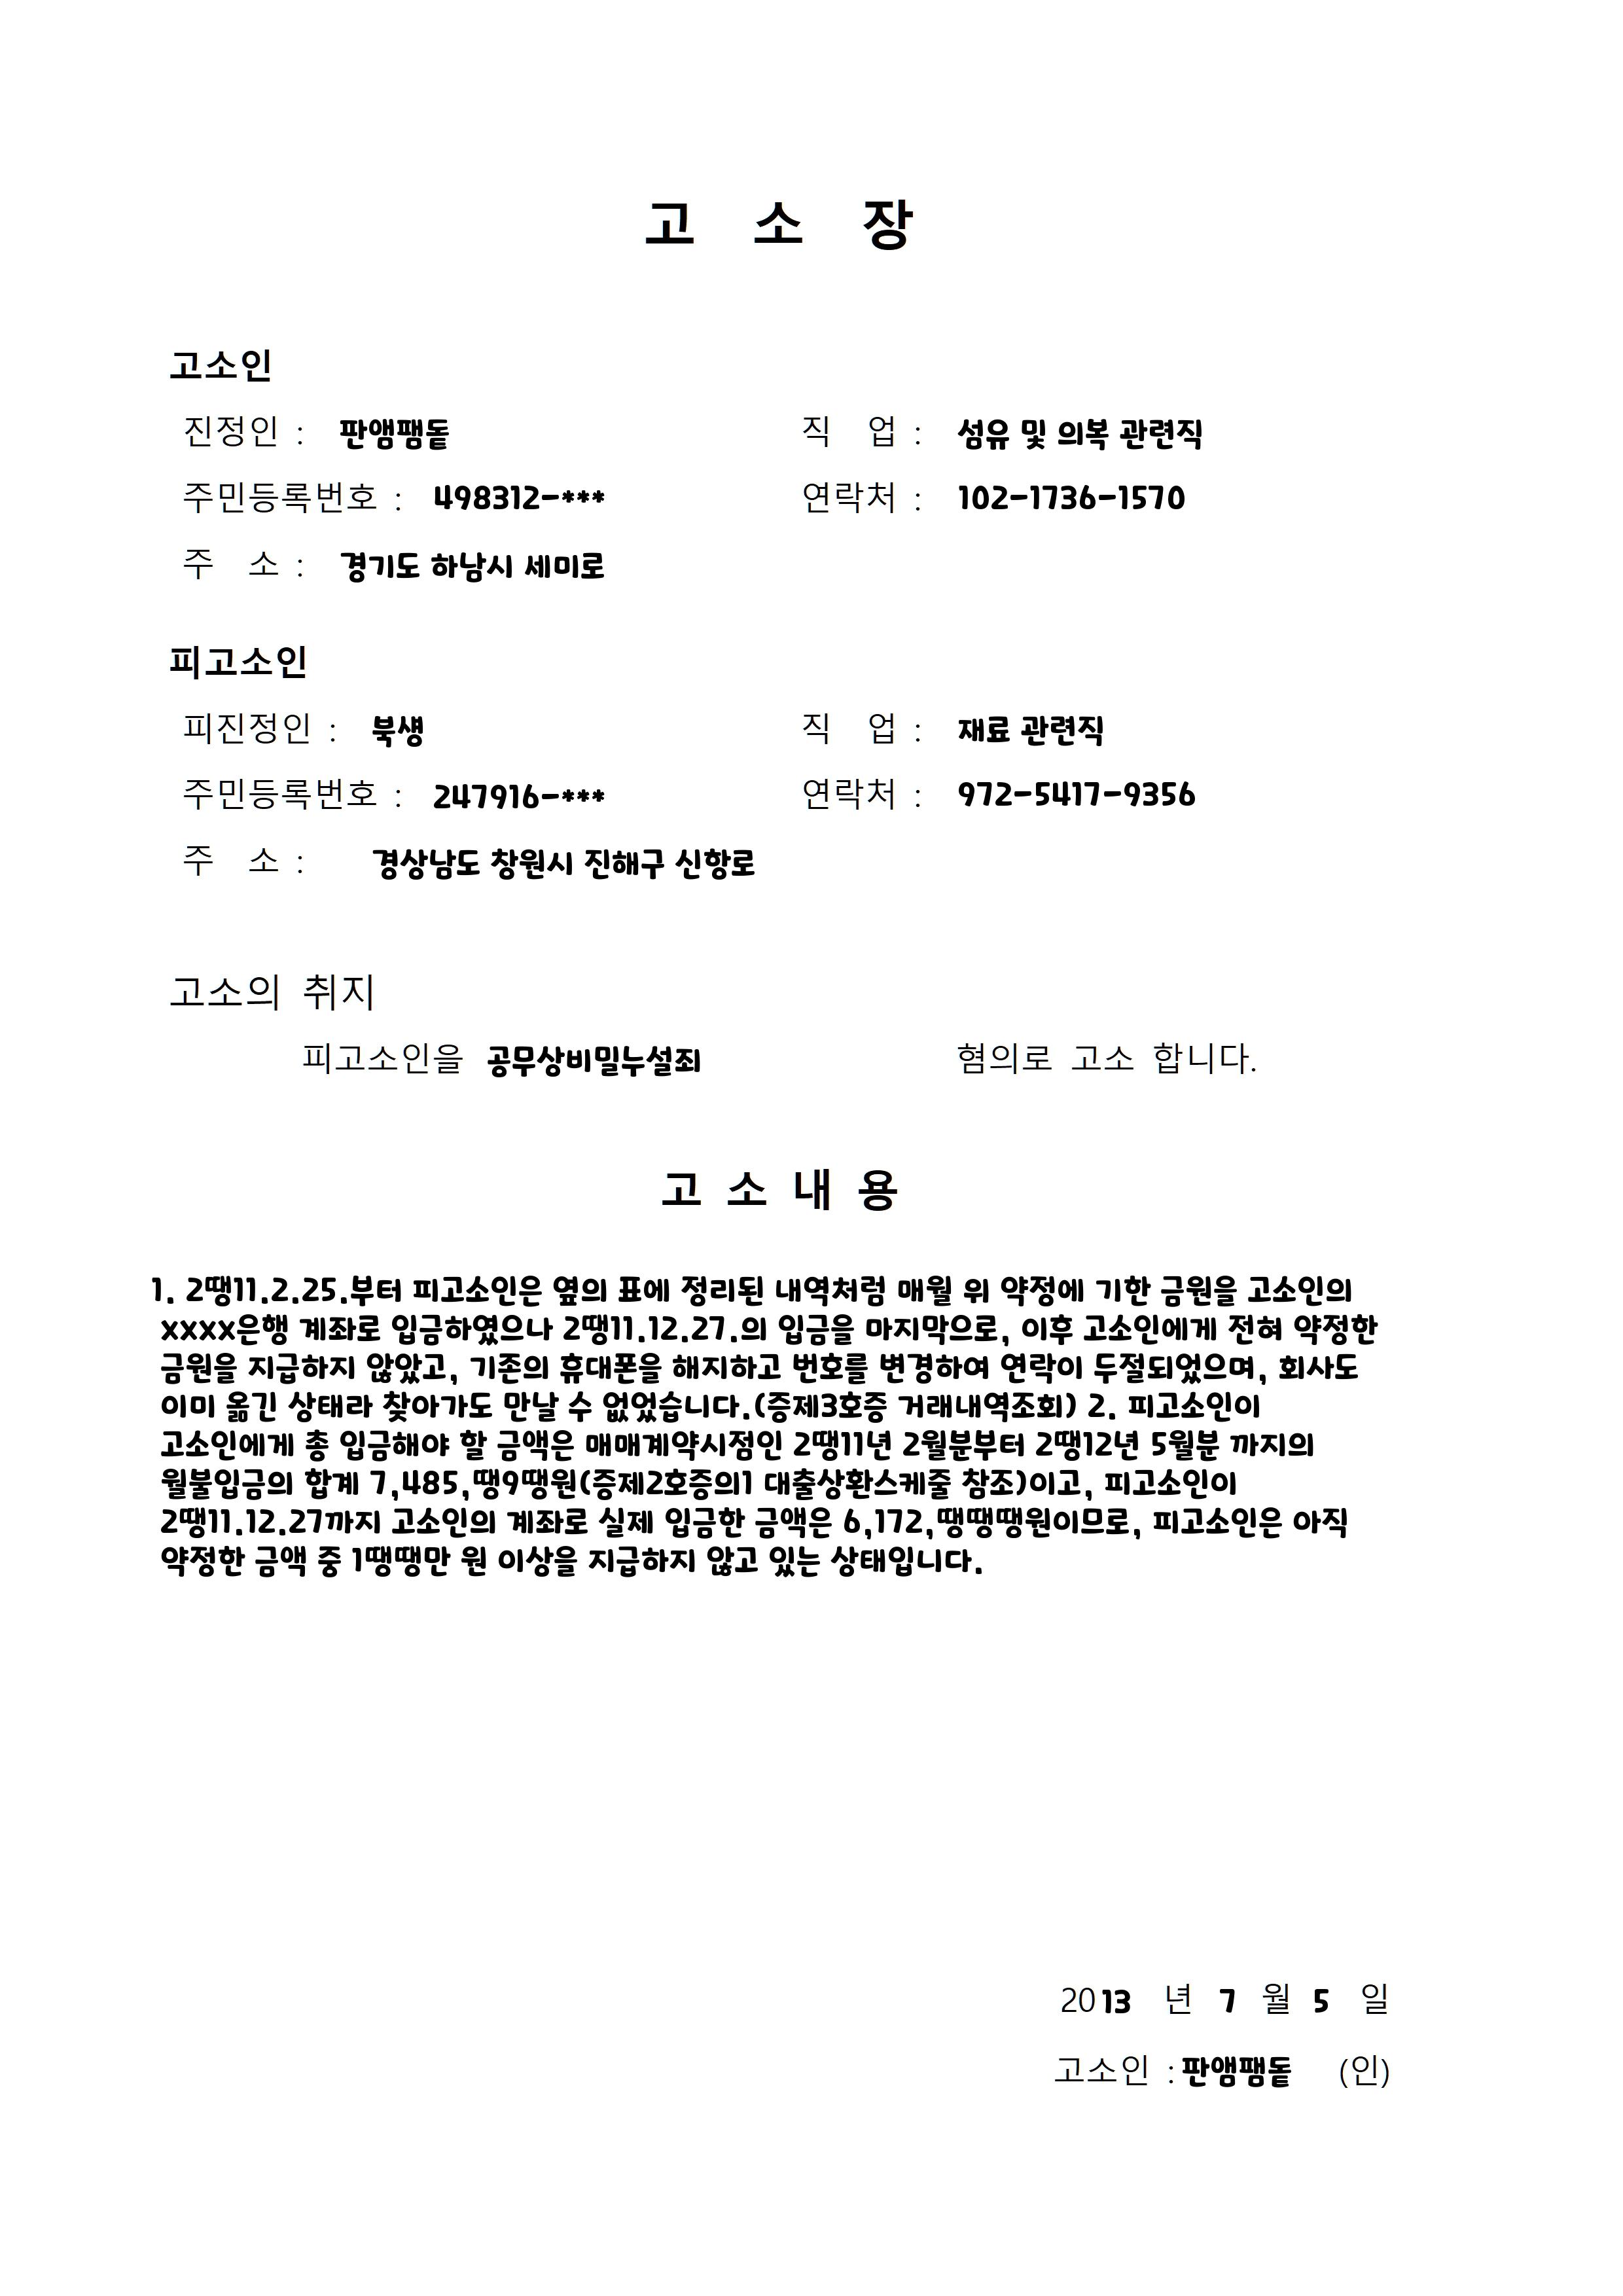 고 소 장
고소인
진정인 : 판앰팸돝 직 업 : 섬유 및 의복 관련직
주민등록번호 : 498312-*** 연락처 : 102-1736-1570
주 소 : 경기도 하남시 세미로
피고소인
피진정인 : 북섕 직 업 : 재료 관련직
주민등록번호 : 247916-*** 연락처 : 972-5417-9356
주 소 : 경상남도 창원시 진해구 신항로
고소의 취지
피고소인을 공무상비밀누설죄 혐의로 고소 합니다.
고 소 내 용
1. 2땡11.2.25.부터 피고소인은 옆의 표에 정리된 내역처럼 매월 위 약정에 기한 금원을 고소인의
xxxx은행 계좌로 입금하였으나 2땡11.12.27.의 입금을 마지막으로, 이후 고소인에게 전혀 약정한
금원을 지급하지 않았고, 기존의 휴대폰을 해지하고 번호를 변경하여 연락이 두절되었으며, 회사도
이미 옮긴 상태라 찾아가도 만날 수 없었습니다.(증제3호증 거래내역조회) 2. 피고소인이
고소인에게 총 입금해야 할 금액은 매매계약시점인 2땡11년 2월분부터 2땡12년 5월분 까지의
월불입금의 합계 7,485,땡9땡원(증제2호증의1 대출상환스케줄 참조)이고, 피고소인이
2땡11.12.27까지 고소인의 계좌로 실제 입금한 금액은 6,172,땡땡땡원이므로, 피고소인은 아직
약정한 금액 중 1땡땡만 원 이상을 지급하지 않고 있는 상태입니다.
2013 년 7 월 5 일
고소인 : 판앰팸돝 (인)